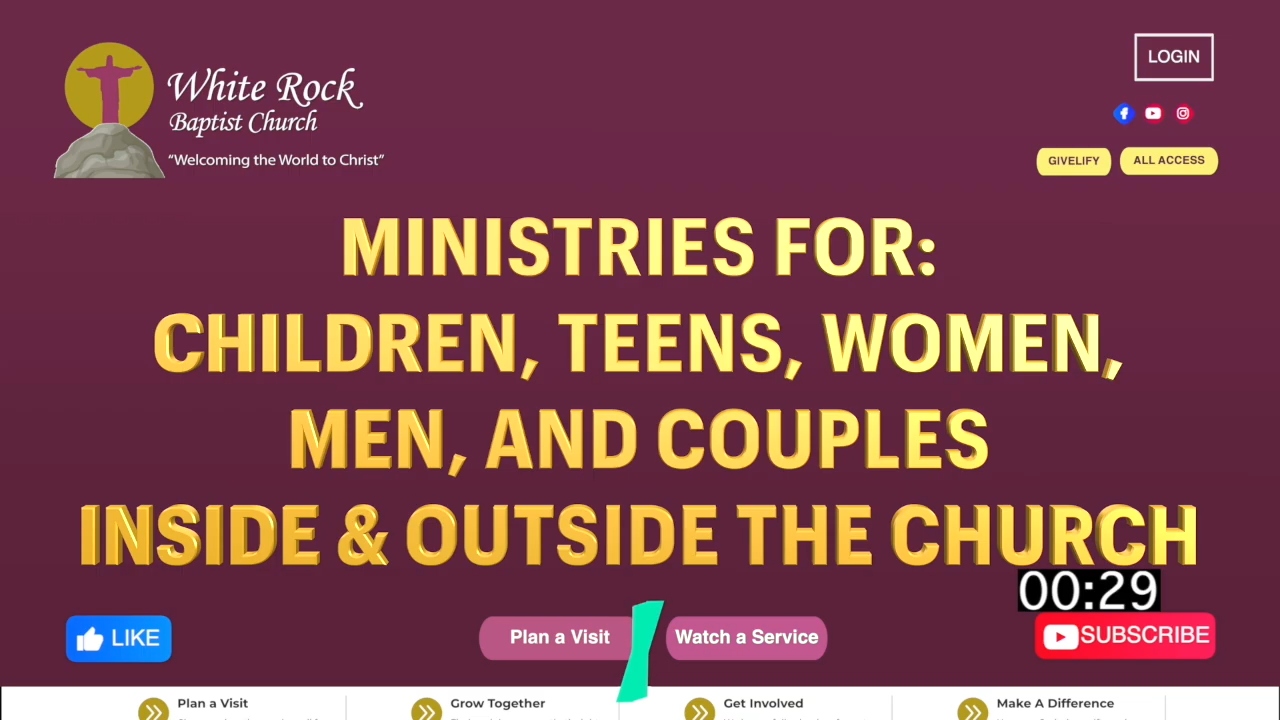 White Rock
Baptist Church
“Welcoming the World to Christ”
LOGIN
GIVELIFY
ALL ACCESS
MINISTRIES FOR:
CHILDREN, TEENS, WOMEN,
MEN, AND COUPLES
INSIDE & OUTSIDE THE CHURCH
00:29
LIKE
Plan a Visit
Watch a Service
SUBSCRIBE
Plan a Visit
Grow Together
Get Involved
Make A Difference